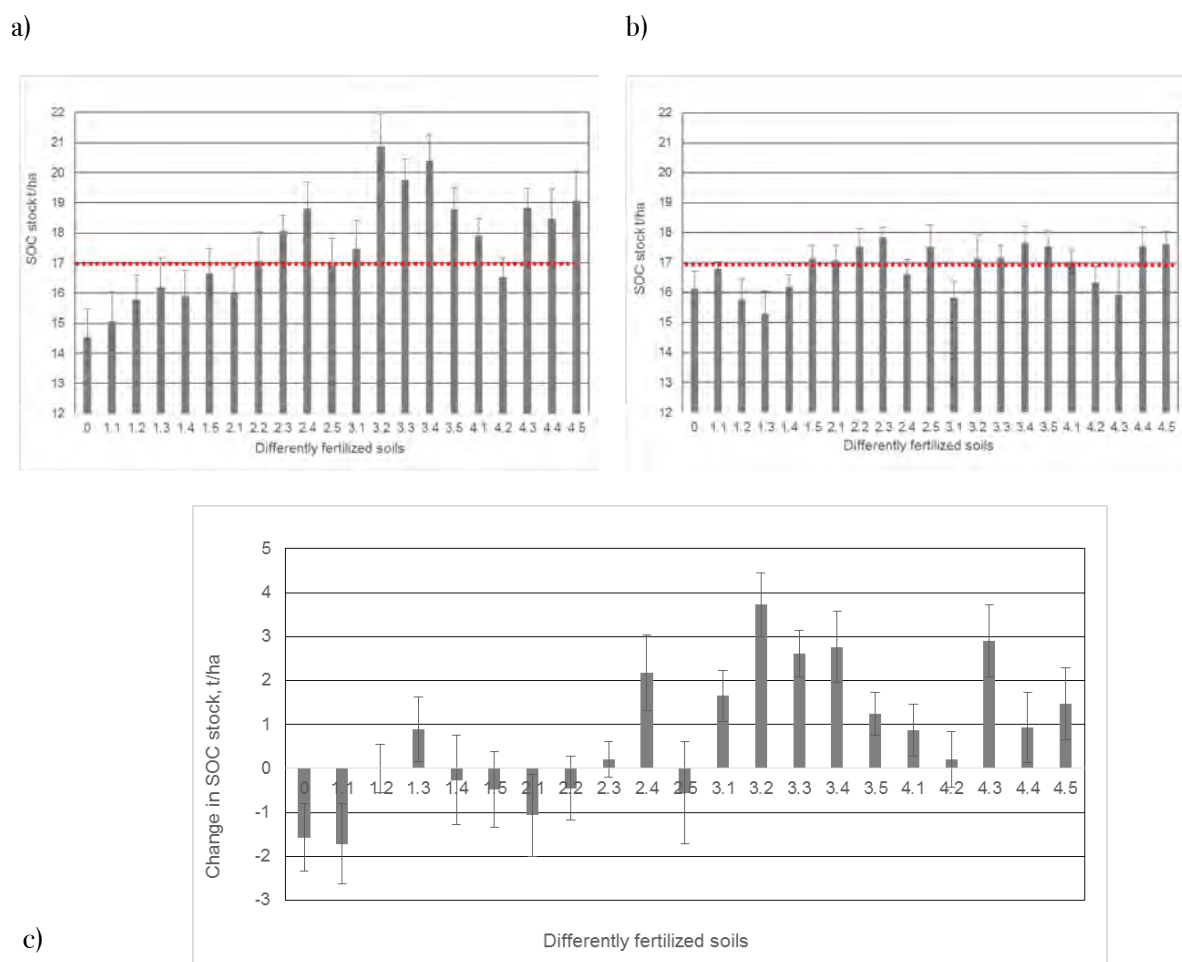 a)
b)
22
21
20
19
18
17
16
15
14
13
12
SOC stock t/ha
0 1.1 1.2 1.3 1.4 1.5 2.1 2.2 2.3 2.4 2.5 3.1 3.2 3.3 3.4 3.5 4.1 4.2 4.3 4.4 4.5
Differently fertilized soils
22
21
20
19
18
17
16
15
14
13
12
SOC stock t/ha
0 1.1 1.2 1.3 1.4 1.5 2.1 2.2 2.3 2.4 2.5 3.1 3.2 3.3 3.4 3.5 4.1 4.2 4.3 4.4 4.5
Differently fertilized soils
5
4
3
2
1
0
-1
-2
-3
Change in SOC stock, t/ha
0 1.1 1.2 1.3 1.4 1.5 2.1 2.2 2.3 2.4 2.5 3.1 3.2 3.3 3.4 3.5 4.1 4.2 4.3 4.4 4.5
Differently fertilized soils
c)